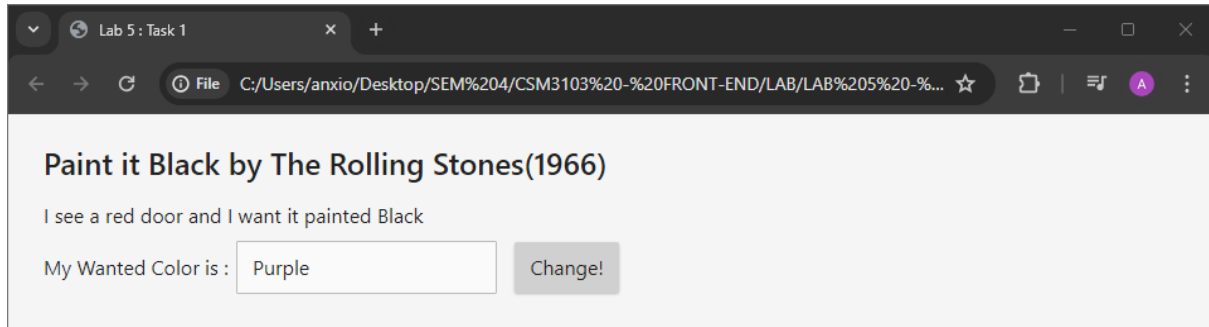 Lab 5 : Task 1
File C:/Users/anxio/Desktop/SEM%204/CSM3103%20-%20FRONT-END/LAB/LAB%205%20-%... A
Paint it Black by The Rolling Stones(1966)
I see a red door and I want it painted Black
My Wanted Color is : Purple Change!